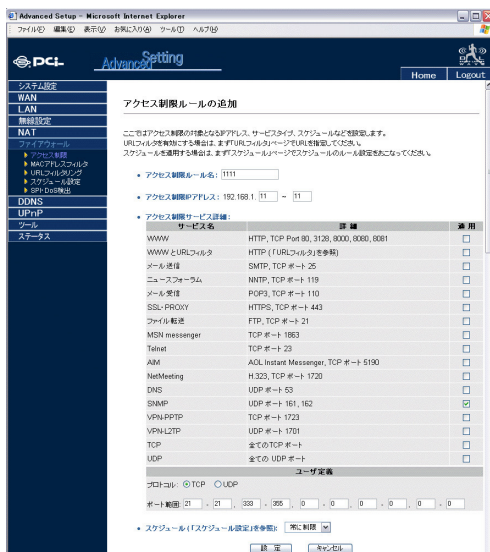 Advanced Setup - Microsoft Internet Explorer
ファイル(F) 編集(E) 表示(V) お気に入り(A) ツール(T) ヘルプ(H)
PCi
Advanced Setting
Home Logout
システム設定
WAN
LAN
無線設定
NAT
ファイアウォール
アクセス制限
MACアドレスフィルタ
URLフィルタリング
スケジュール設定
SPI・DoS検出
DDNS
UPnP
ツール
ステータス
アクセス制限ルールの追加
ここではアクセス制限の対象となるIPアドレス、サービスタイプ、スケジュールなどを設定します。
URLフィルタを有効にする場合は、まず「URLフィルタ」ページでURLを指定してください。
スケジュールを適用する場合は、まず「スケジュール」ページでスケジュールのルール設定をおこなってください。
アクセス制限ルール名: 1111
アクセス制限IPアドレス: 192.168.1. 11 ~ 11
アクセス制限サービス詳細:
サービス名 詳細 適用
WWW HTTP, TCP Port 80, 3128, 8000, 8080, 8081
WWW とURLフィルタ HTTP (「URLフィルタ」を参照)
メール送信 SMTP, TCP ポート 25
ニュースフォーラム NNTP, TCP ポート 119
メール受信 POP3, TCP ポート 110
SSL・PROXY HTTPS, TCP ポート 443
ファイル転送 FTP, TCP ポート 21
MSN messenger TCP ポート 1863
Telnet TCP ポート 23
AIM AOL Instant Messenger, TCP ポート 5190
NetMeeting H.323, TCP ポート 1720
DNS UDP ポート 53
SNMP UDP ポート 161, 162
VPN-PPTP TCP ポート 1723
VPN-L2TP UDP ポート 1701
TCP 全てのTCP ポート
UDP 全ての UDP ポート
ユーザ定義
プロトコル: TCP UDP
ポート範囲: 21 - 21 , 333 - 355 , 0 - 0 , 0 - 0 , 0 - 0
スケジュール (「スケジュール設定」を参照): 常に制限
設 定 キャンセル